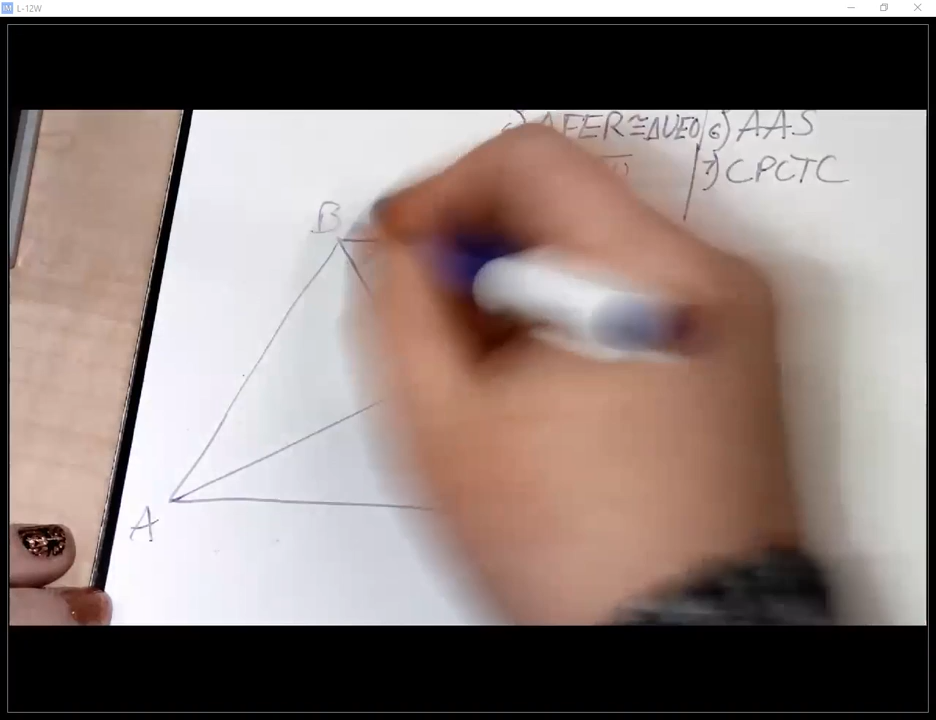 L-12W
ΔFER≅ΔUEO 6) AAS
7) CPCTC
B
A